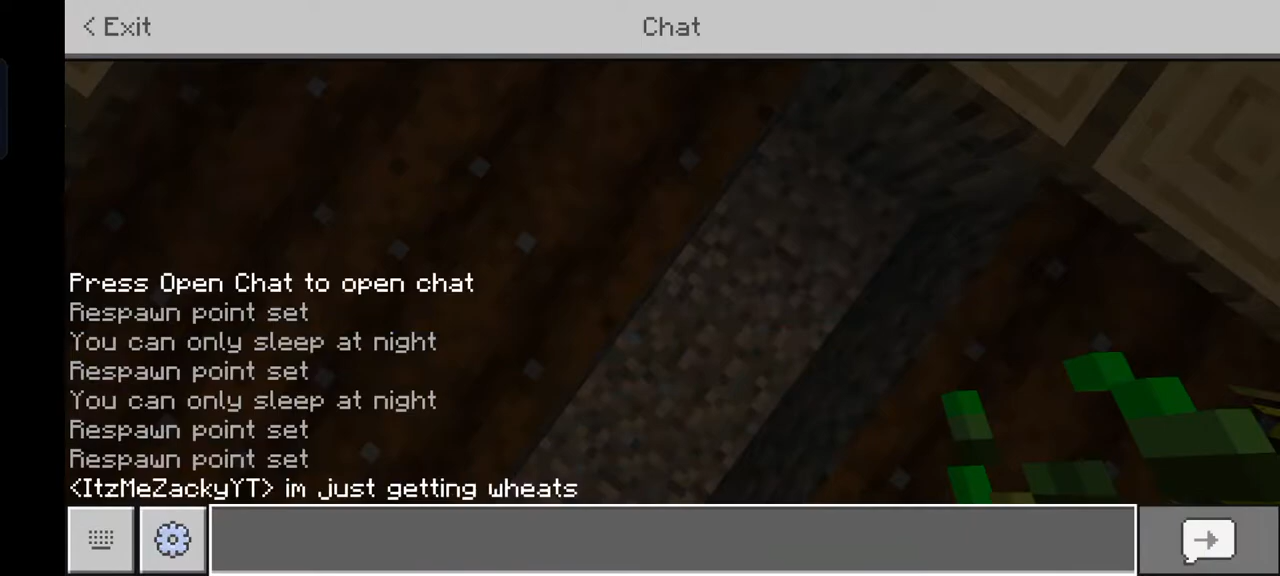 < Exit
Chat
Press Open Chat to open chat
Respawn point set
You can only sleep at night
Respawn point set
You can only sleep at night
Respawn point set
Respawn point set
<ItzMeZackyYT> im just getting wheats